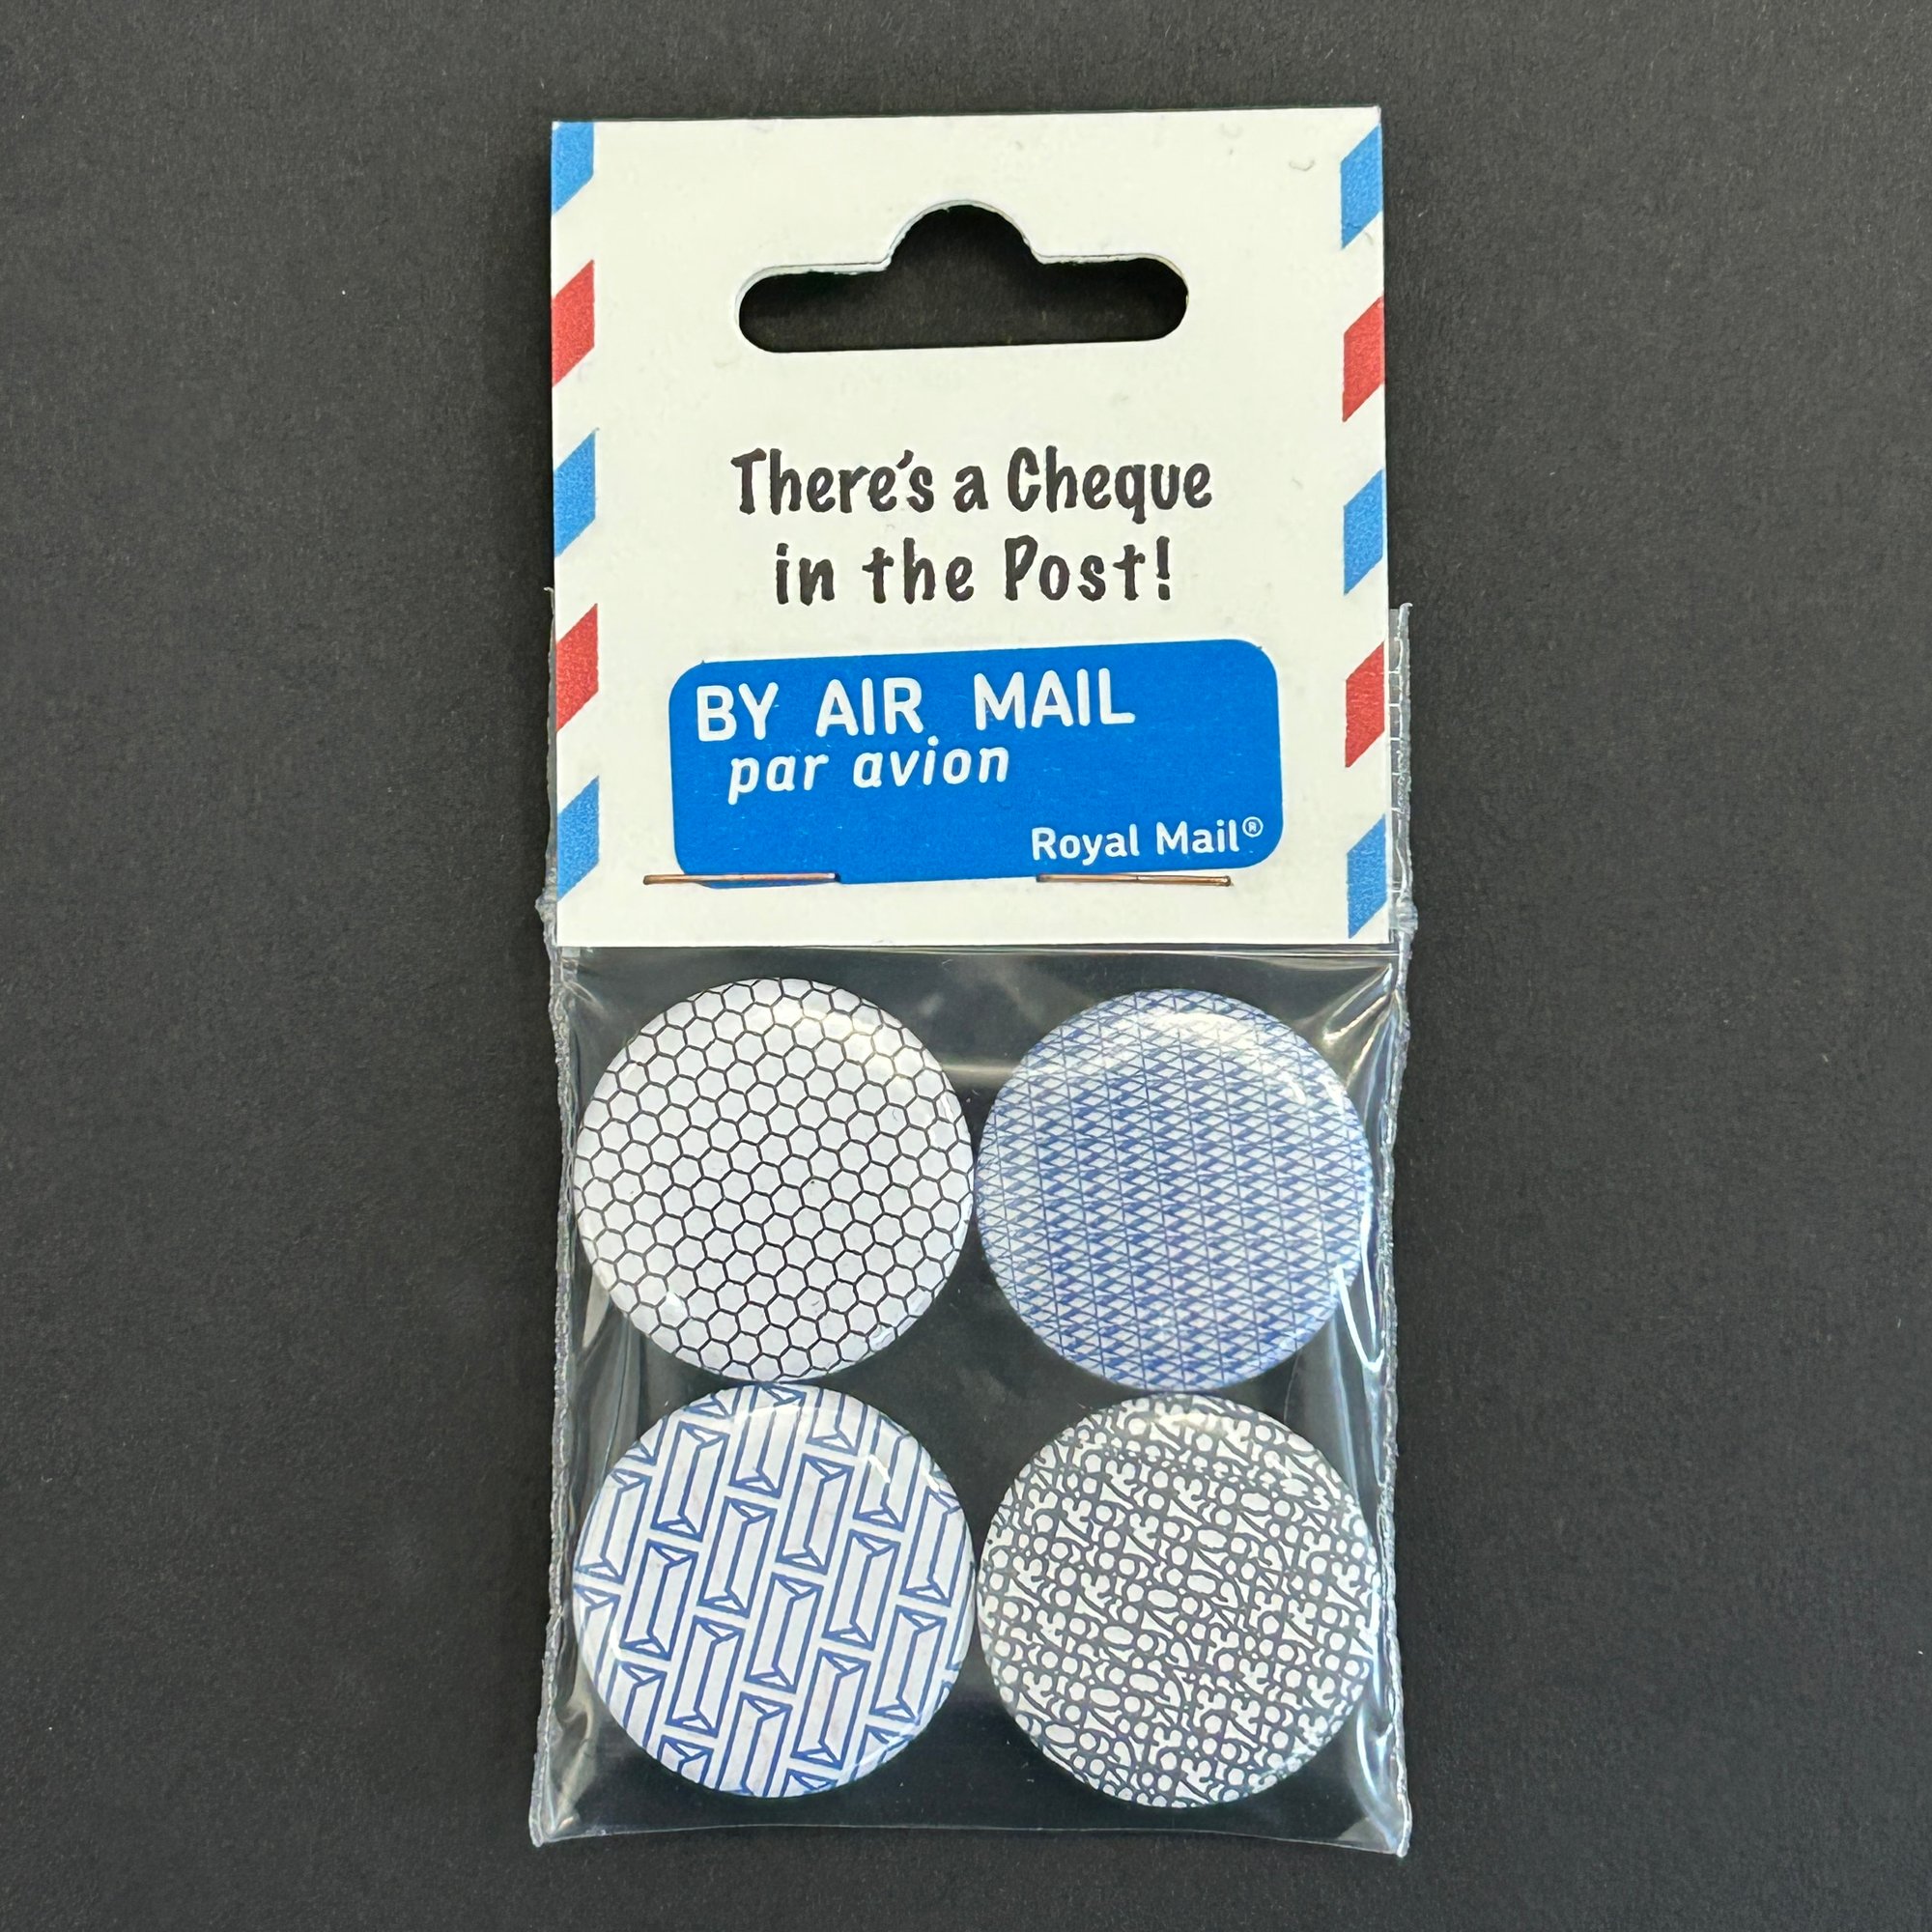 There's a Cheque
in the Post!
BY AIR MAIL
par avion
Royal Mail®